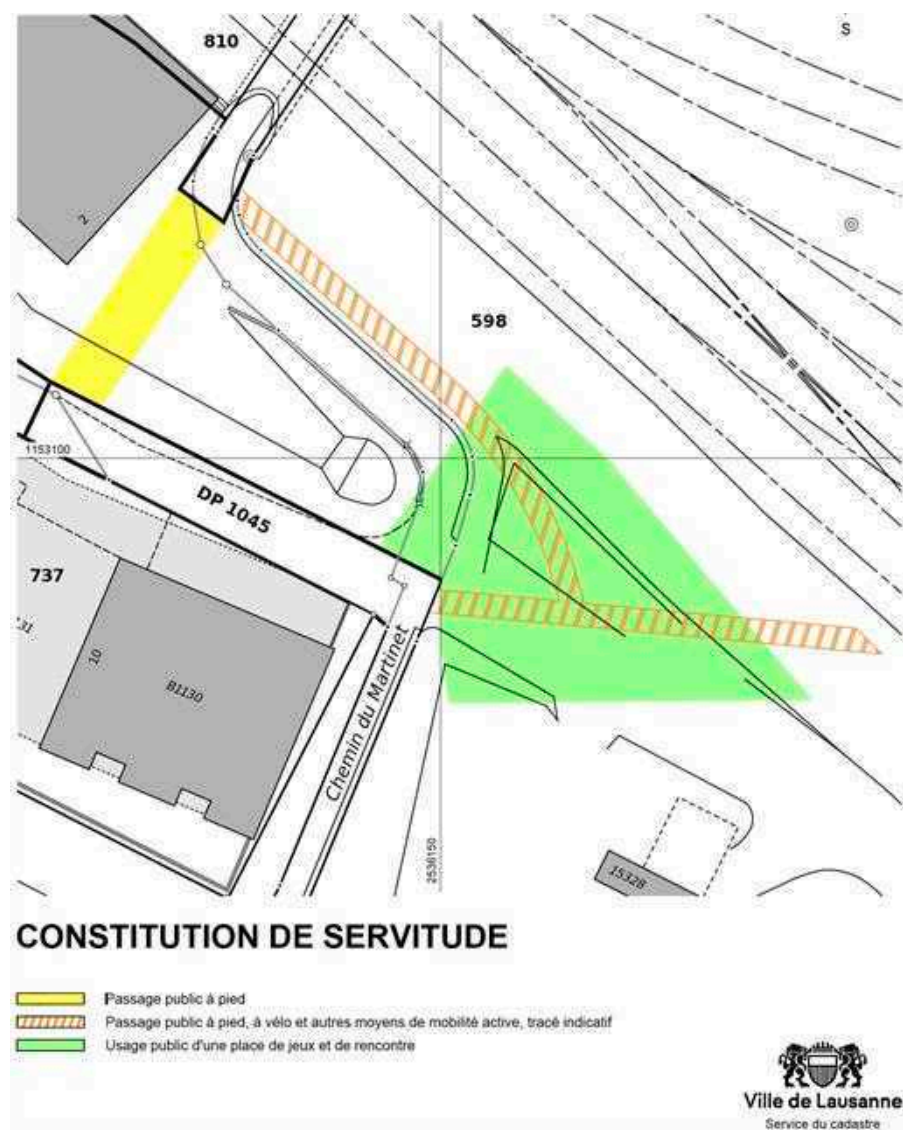 S
810
2
598
1153100
DP 1045
737
10
B1130
Chemin du Martinet
2536150
15328
CONSTITUTION DE SERVITUDE
Passage public à pied
Passage public à pied, à vélo et autres moyens de mobilité active, tracé indicatif
Usage public d'une place de jeux et de rencontre
Ville de Lausanne
Service du cadastre